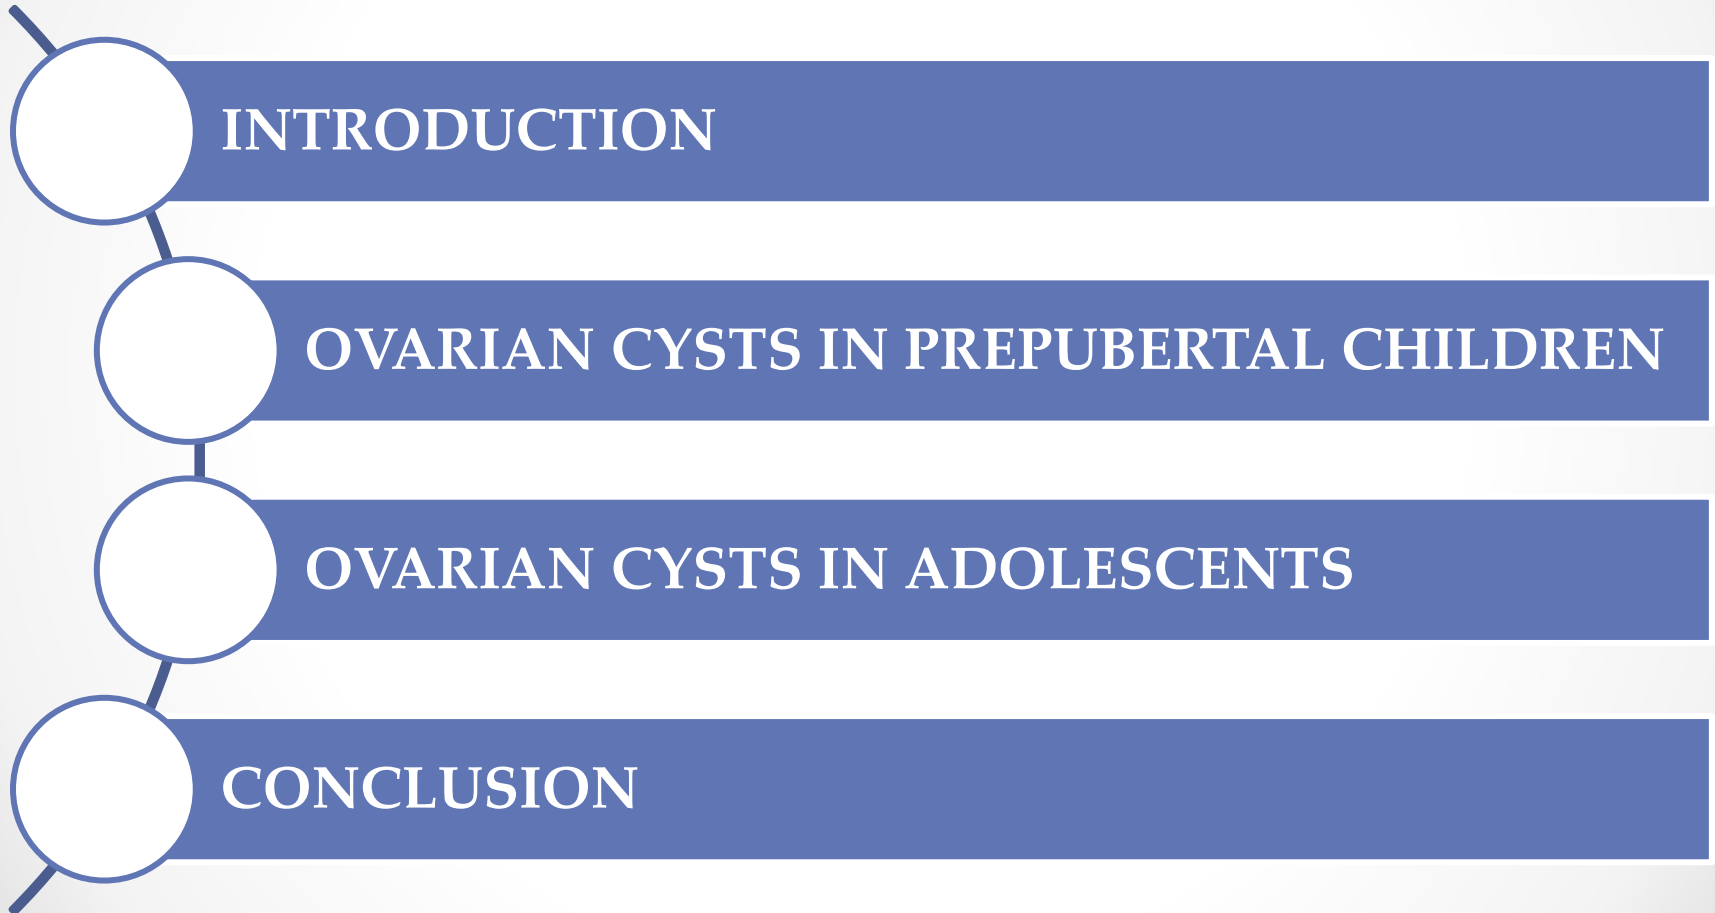 INTRODUCTION
OVARIAN CYSTS IN PREPUBERTAL CHILDREN
OVARIAN CYSTS IN ADOLESCENTS
CONCLUSION